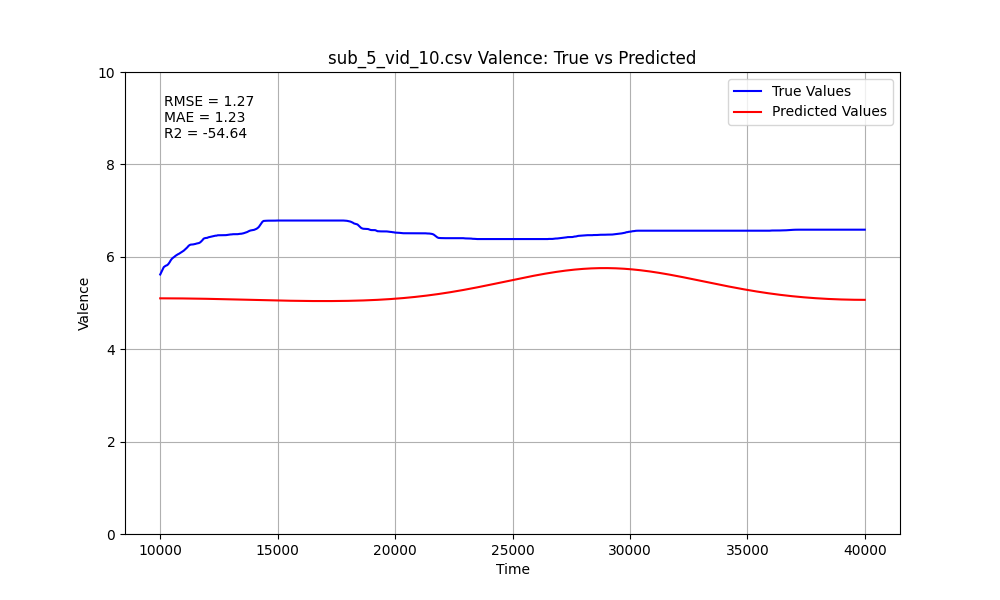 sub_5_vid_10.csv Valence: True vs Predicted
RMSE = 1.27
MAE = 1.23
R2 = -54.64
True Values
Predicted Values
10
8
6
4
2
0
Valence
10000 15000 20000 25000 30000 35000 40000
Time